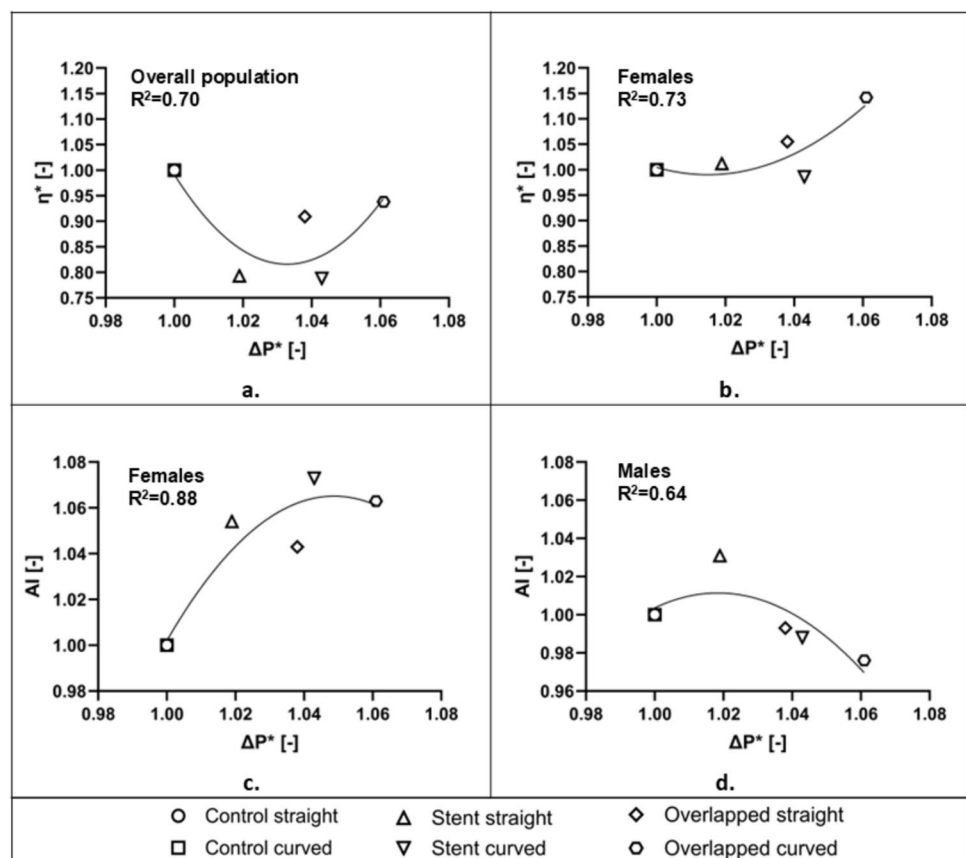 Overall population
R²=0.70
1.20
1.15
1.10
1.05
1.00
0.95
0.90
0.85
0.80
0.75
η* [-]
0.98 1.00 1.02 1.04 1.06 1.08
ΔP* [-]
a.
Females
R²=0.73
1.20
1.15
1.10
1.05
1.00
0.95
0.90
0.85
0.80
0.75
η* [-]
0.98 1.00 1.02 1.04 1.06 1.08
ΔP* [-]
b.
Females
R²=0.88
1.08
1.06
1.04
1.02
1.00
0.98
AI [-]
0.98 1.00 1.02 1.04 1.06 1.08
ΔP* [-]
c.
Males
R²=0.64
1.08
1.06
1.04
1.02
1.00
0.98
0.96
AI [-]
0.98 1.00 1.02 1.04 1.06 1.08
ΔP* [-]
d.
Control straight Stent straight Overlapped straight
Control curved Stent curved Overlapped curved